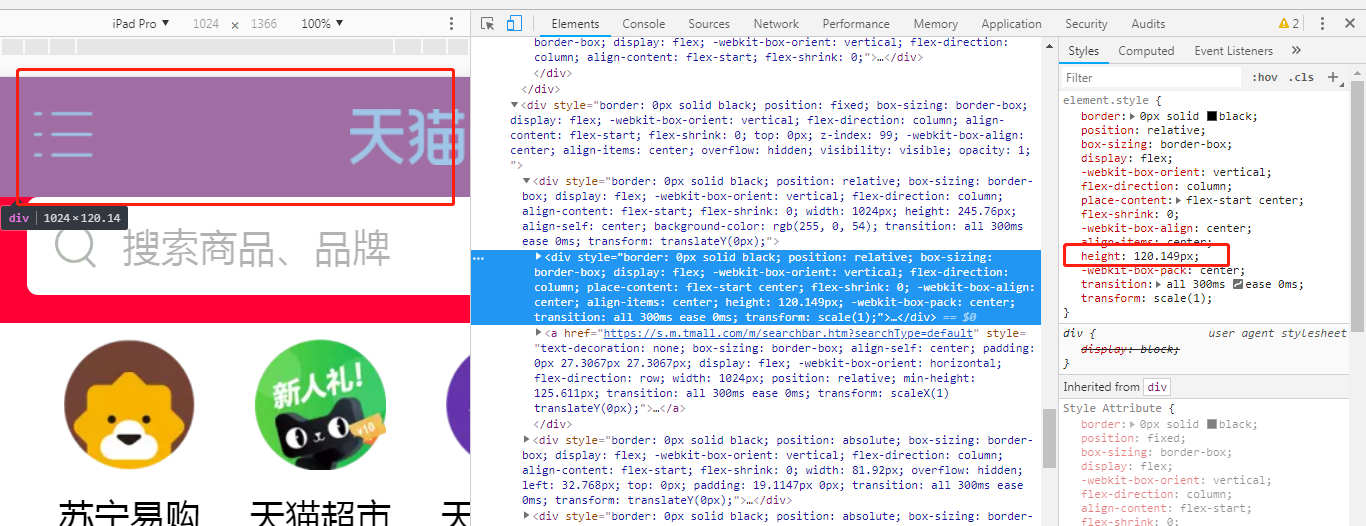 iPad Pro ▼ 1024 × 1366 100% ▼
天猫
div 1024 × 120.14
搜索商品、品牌
新人礼!
¥10
苏宁易购
天猫超市
天
Elements Console Sources Network Performance Memory Application Security Audits 2
border-box; display: flex; -webkit-box-orient: vertical; flex-direction:
column; align-content: flex-start; flex-shrink: 0;">…</div>
</div>
</div>
▼<div style="border: 0px solid black; position: fixed; box-sizing: border-box;
display: flex; -webkit-box-orient: vertical; flex-direction: column; align-
content: flex-start; flex-shrink: 0; top: 0px; z-index: 99; -webkit-box-align:
center; align-items: center; overflow: hidden; visibility: visible; opacity: 1;
">
▼<div style="border: 0px solid black; position: relative; box-sizing: border-
box; display: flex; -webkit-box-orient: vertical; flex-direction: column;
align-content: flex-start; flex-shrink: 0; width: 1024px; height: 245.76px;
align-self: center; background-color: rgb(255, 0, 54); transition: all 300ms
ease 0ms; transform: translateY(0px);">
… ▶<div style="border: 0px solid black; position: relative; box-sizing:
border-box; display: flex; -webkit-box-orient: vertical; flex-direction:
column; place-content: flex-start center; flex-shrink: 0; -webkit-box-align:
center; align-items: center; height: 120.149px; -webkit-box-pack: center;
transition: all 300ms ease 0ms; transform: scale(1);">…</div> == $0
▶<a href="https://s.m.tmall.com/m/searchbar.htm?searchType=default" style=
"text-decoration: none; box-sizing: border-box; align-self: center; padding:
0px 27.3067px 27.3067px; display: flex; -webkit-box-orient: horizontal;
flex-direction: row; width: 1024px; position: relative; min-height:
125.611px; transition: all 300ms ease 0ms; transform: scaleX(1)
translateY(0px);">…</a>
</div>
▶<div style="border: 0px solid black; position: absolute; box-sizing: border-
box; display: flex; -webkit-box-orient: vertical; flex-direction: column;
align-content: flex-start; flex-shrink: 0; width: 81.92px; overflow: hidden;
left: 32.768px; top: 0px; padding: 19.1147px 0px; transition: all 300ms ease
0ms; transform: translateY(0px);">…</div>
▶<div style="border: 0px solid black; position: absolute; box-sizing: border-
Styles Computed Event Listeners »
Filter :hov .cls +
element.style {
border:▶ 0px solid black;
position: relative;
box-sizing: border-box;
display: flex;
-webkit-box-orient: vertical;
flex-direction: column;
place-content:▶ flex-start center;
flex-shrink: 0;
-webkit-box-align: center;
align-items: center;
height: 120.149px;
-webkit-box-pack: center;
transition:▶ all 300ms ease 0ms;
transform: scale(1);
}
div { user agent stylesheet
display: block;
}
Inherited from div
Style Attribute {
border:▶ 0px solid black;
position: fixed;
box-sizing: border-box;
display: flex;
-webkit-box-orient: vertical;
flex-direction: column;
align-content: flex-start;
flex-shrink: 0;